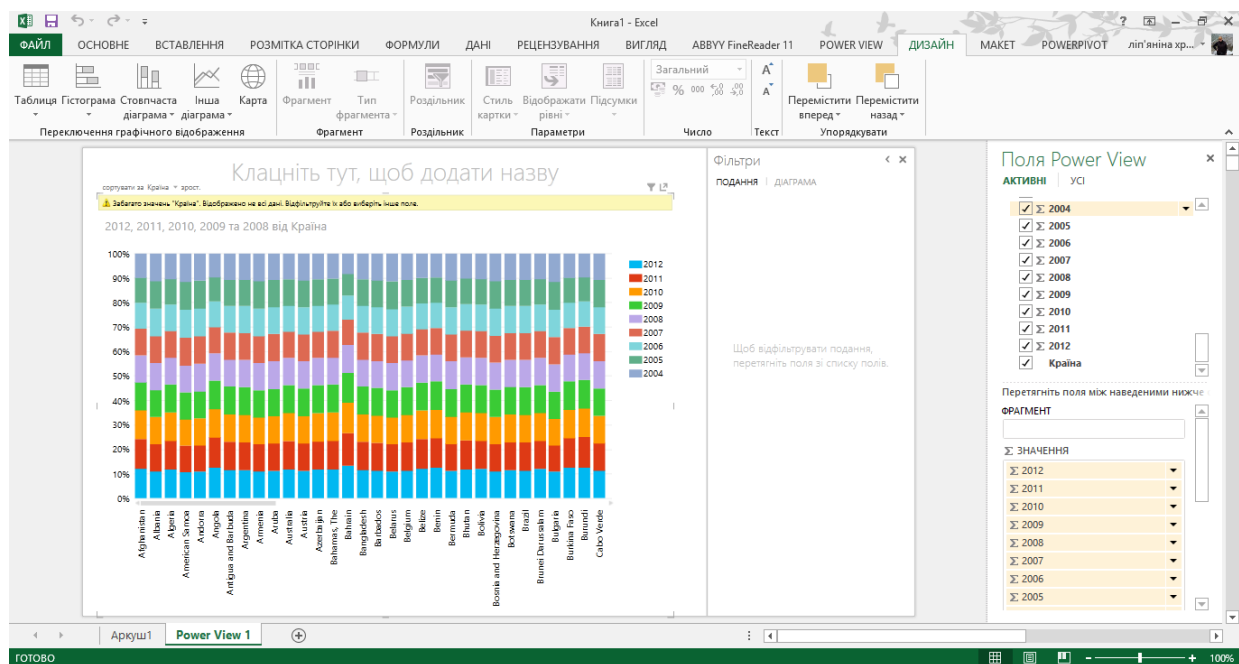 Книга1 - Excel
ФАЙЛ ОСНОВНЕ ВСТАВЛЕННЯ РОЗМІТКА СТОРІНКИ ФОРМУЛИ ДАНІ РЕЦЕНЗУВАННЯ ВИГЛЯД ABBYY FineReader 11 POWER VIEW ДИЗАЙН МАКЕТ POWERPIVOT ліп'яніна хр...
Таблиця Гістограма Стовпчаста діаграма Інша діаграма Карта Фрагмент Тип фрагмента Роздільник Стиль картки Відображати рівні Підсумки
Загальний
% 000 ,00 ,0
A A
Перемістити вперед Перемістити назад
Переключення графічного відображення Фрагмент Роздільник Параметри Число Текст Упорядкувати
Клацніть тут, щоб додати назву
сортувати за Країна зрост.
Забагато значень "Країна". Відображено не всі дані. Відфільтруйте їх або виберіть інше поле.
2012, 2011, 2010, 2009 та 2008 від Країна
100%
90%
80%
70%
60%
50%
40%
30%
20%
10%
0%
2012
2011
2010
2009
2008
2007
2006
2005
2004
Afghanistan
Albania
Algeria
American Samoa
Andorra
Angola
Antigua and Barbuda
Argentina
Armenia
Aruba
Australia
Austria
Azerbaijan
Bahamas, The
Bahrain
Bangladesh
Barbados
Belarus
Belgium
Belize
Benin
Bermuda
Bhutan
Bolivia
Bosnia and Herzegovina
Botswana
Brazil
Brunei Darussalam
Bulgaria
Burkina Faso
Burundi
Cabo Verde
Фільтри
ПОДАННЯ ДІАГРАМА
Щоб відфільтрувати подання,
перетягніть поля зі списку полів.
Поля Power View
АКТИВНІ УСІ
Σ 2004
Σ 2005
Σ 2006
Σ 2007
Σ 2008
Σ 2009
Σ 2010
Σ 2011
Σ 2012
Країна
Перетягніть поля між наведеними нижче
ФРАГМЕНТ
Σ ЗНАЧЕННЯ
Σ 2012
Σ 2011
Σ 2010
Σ 2009
Σ 2008
Σ 2007
Σ 2006
Σ 2005
Аркуш1 Power View 1
ГОТОВО
100%